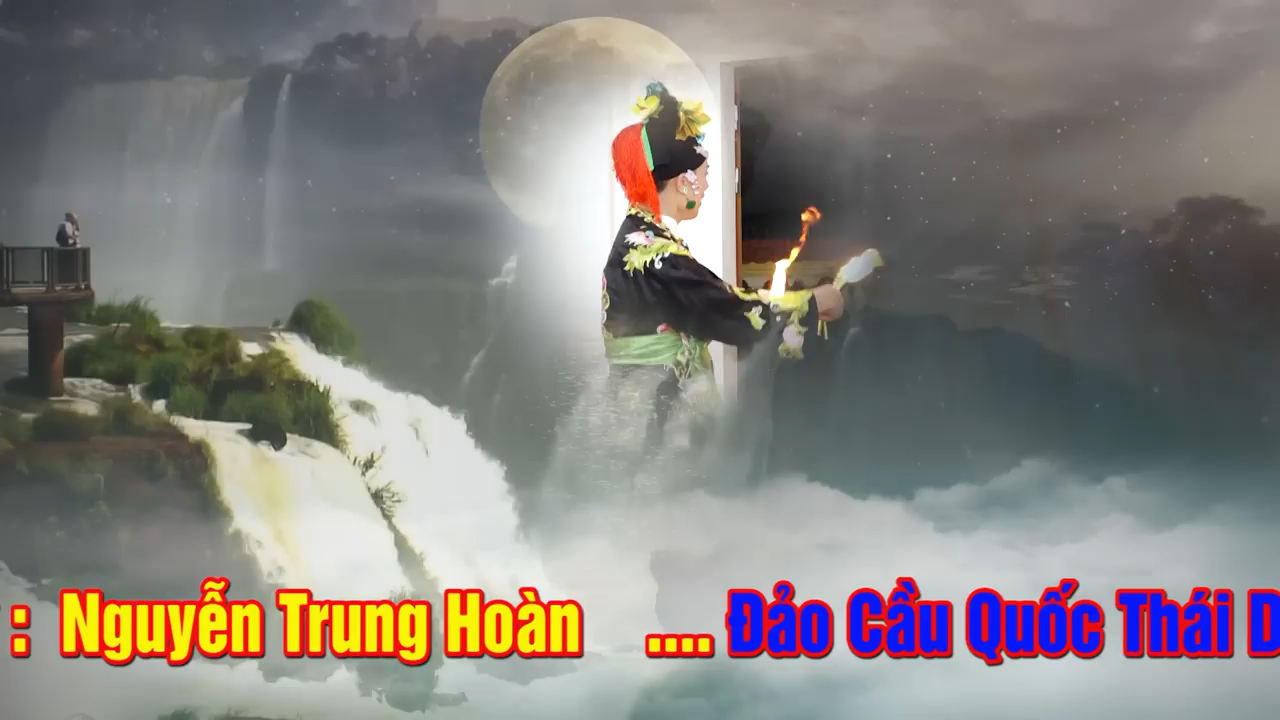 : Nguyễn Trung Hoàn .... Đảo Cầu Quốc Thái